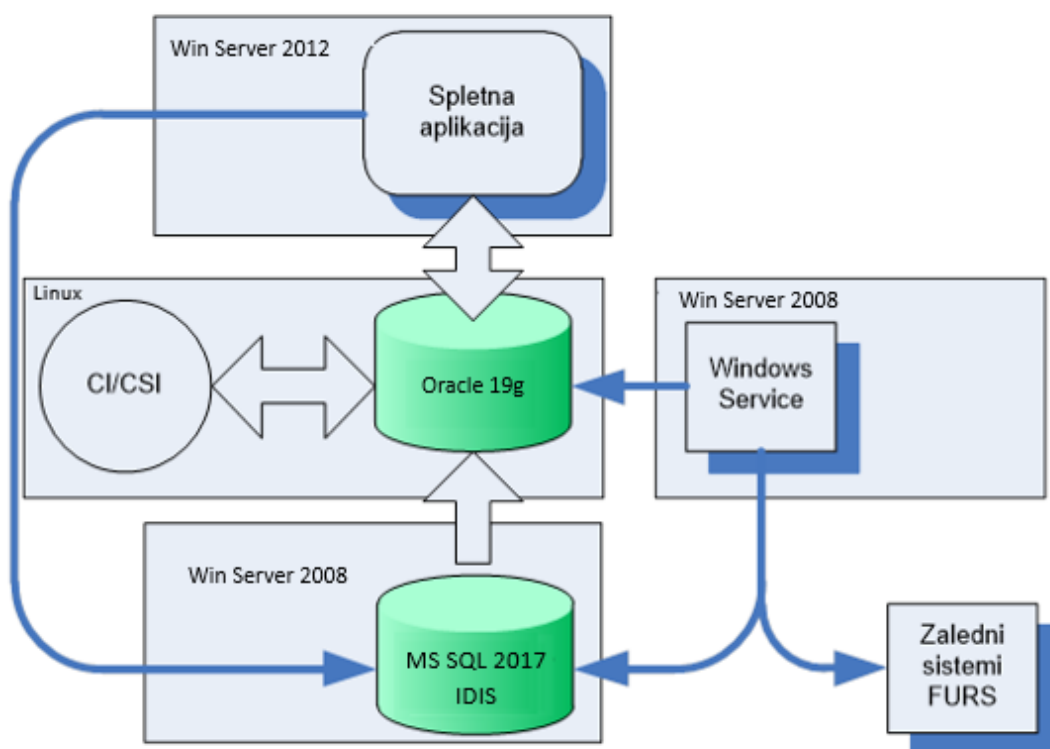 Win Server 2012
Spletna
aplikacija
Linux
CI/CSI
Oracle 19g
Win Server 2008
Windows
Service
Win Server 2008
MS SQL 2017
IDIS
Zaledni
sistemi
FURS